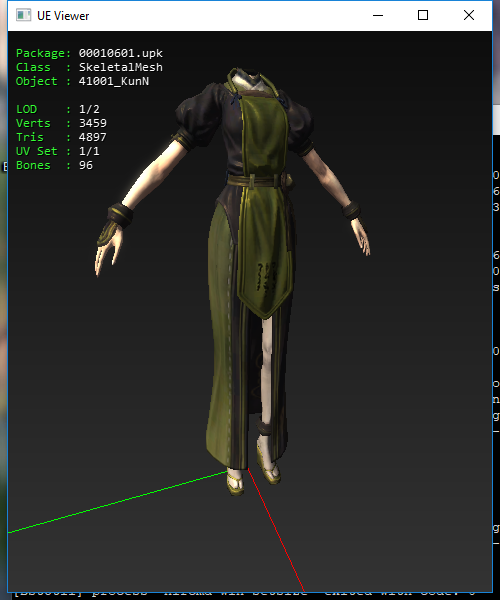 UE Viewer
Package: 00010601.upk
Class : SkeletalMesh
Object : 41001_KunN
LOD : 1/2
Verts : 3459
Tris : 4897
UV Set : 1/1
Bones : 96